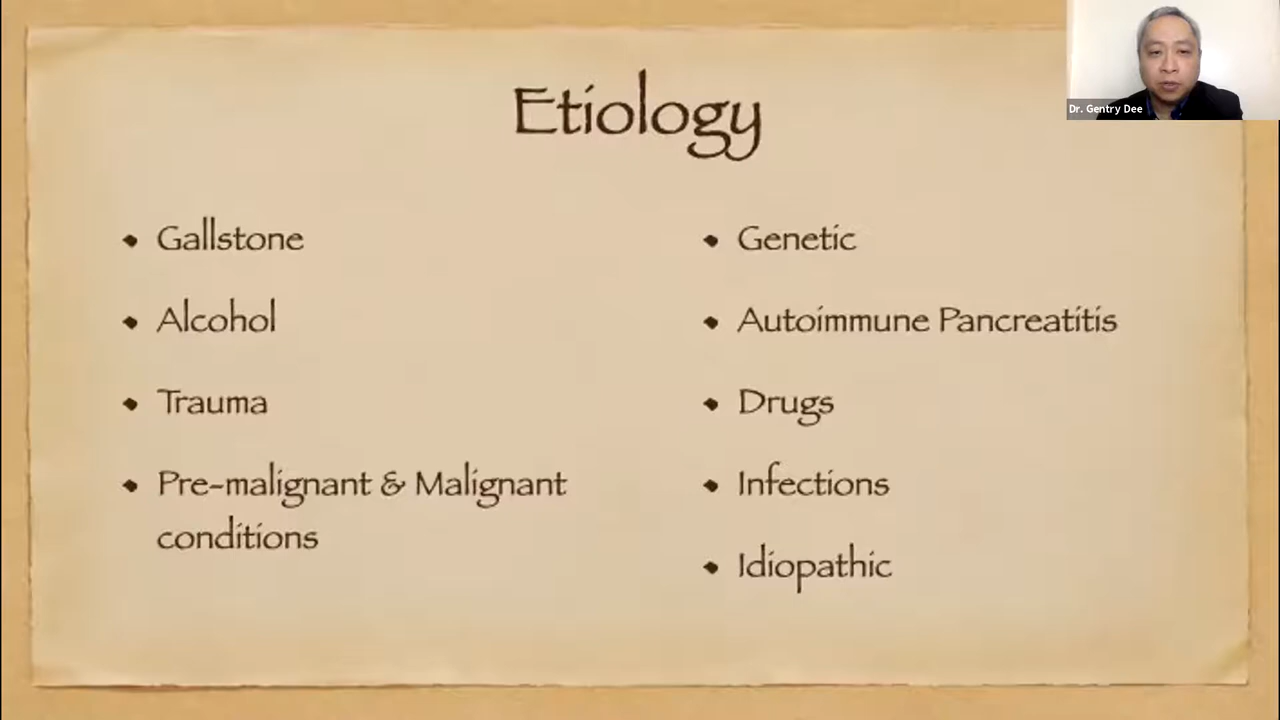 Etiology
Gallstone
Alcohol
Trauma
Pre-malignant & Malignant
conditions
Genetic
Autoimmune Pancreatitis
Drugs
Infections
Idiopathic
Dr. Gentry Dee